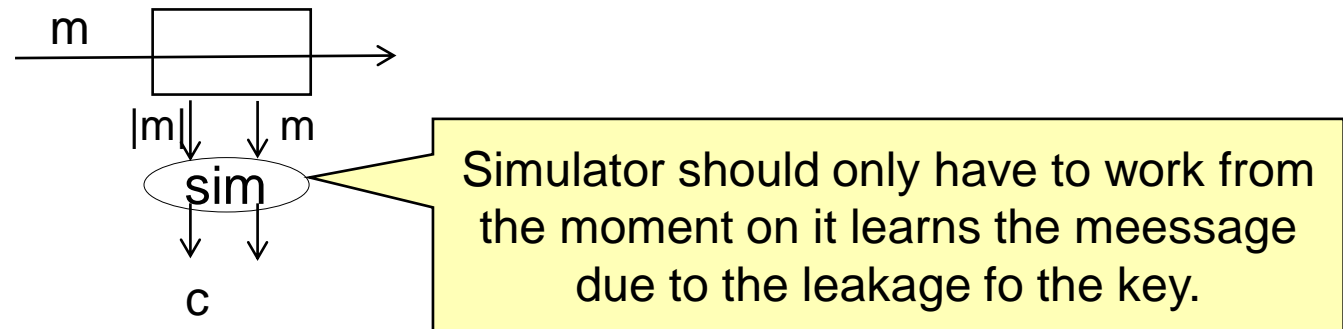 m
|m|
m
sim
c
Simulator should only have to work from
the moment on it learns the meessage
due to the leakage fo the key.